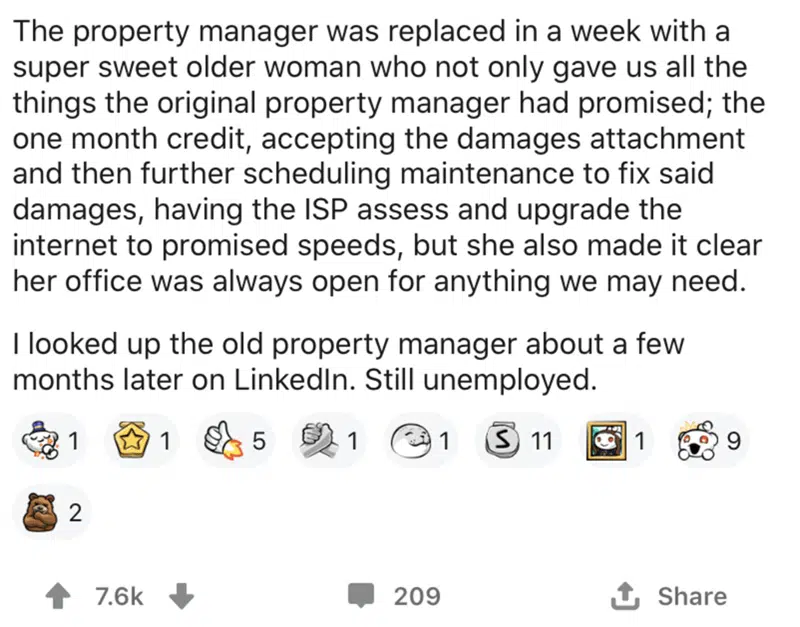 The property manager was replaced in a week with a
super sweet older woman who not only gave us all the
things the original property manager had promised; the
one month credit, accepting the damages attachment
and then further scheduling maintenance to fix said
damages, having the ISP assess and upgrade the
internet to promised speeds, but she also made it clear
her office was always open for anything we may need.
I looked up the old property manager about a few
months later on LinkedIn. Still unemployed.
1 1 5 1 1 S 11 1 9
2
7.6k 209 Share